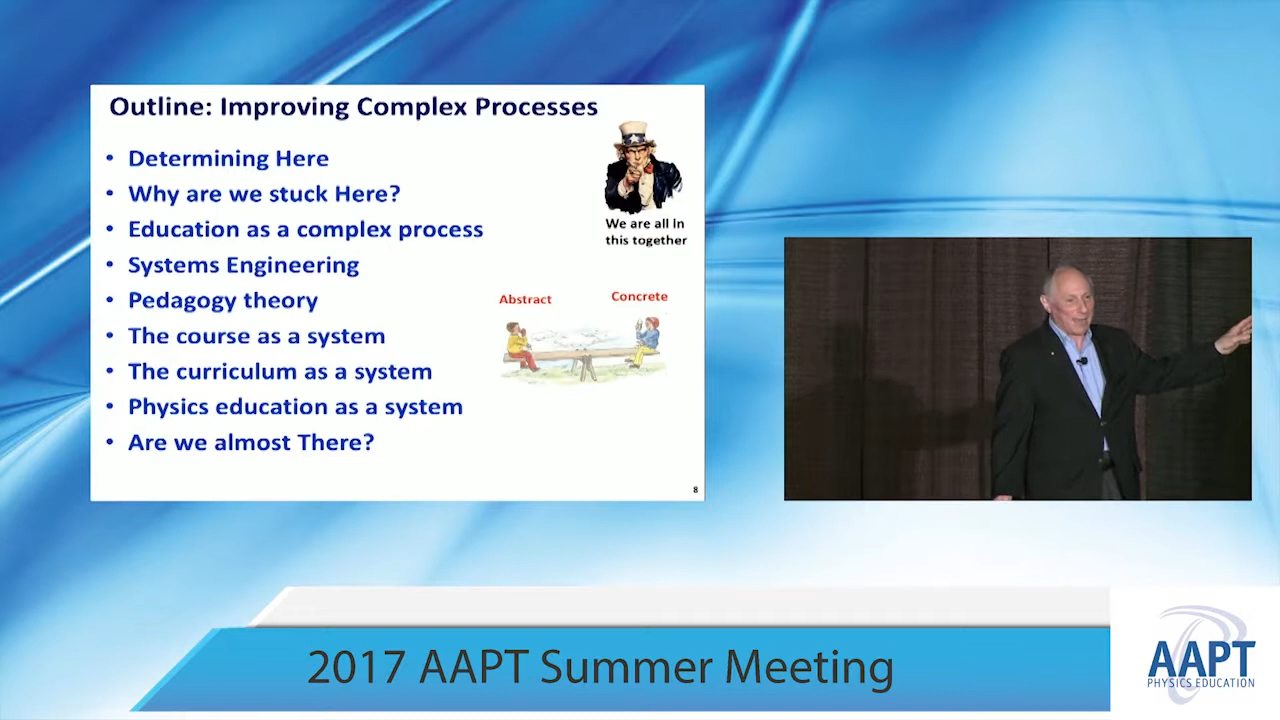 Outline: Improving Complex Processes
• Determining Here
• Why are we stuck Here?
• Education as a complex process
• Systems Engineering
• Pedagogy theory
• The course as a system
• The curriculum as a system
• Physics education as a system
• Are we almost There?
We are all In
this together
Abstract
Concrete
8
2017 AAPT Summer Meeting
AAPT
PHYSICS EDUCATION